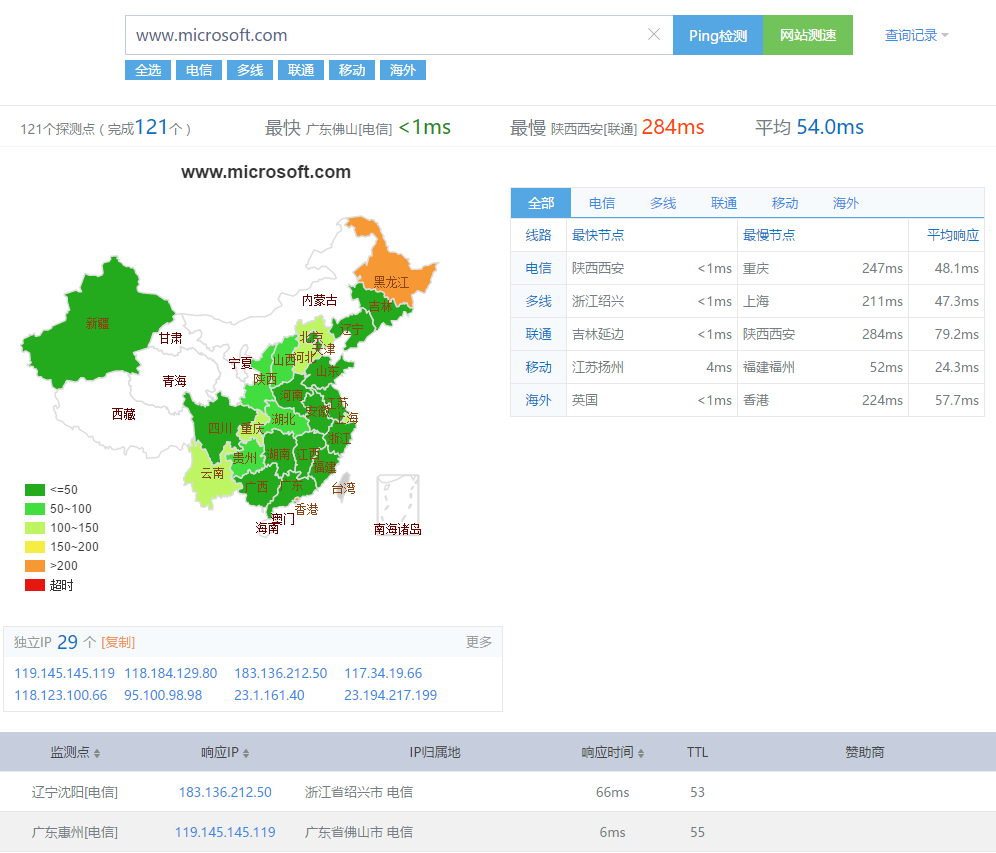 www.microsoft.com
Ping检测
网站测速
查询记录
全选 电信 多线 联通 移动 海外
121个探测点 ( 完成121个 )
最快 广东佛山[电信] <1ms
最慢 陕西西安[联通] 284ms
平均 54.0ms
www.microsoft.com
黑龙江
内蒙古
吉林
新疆
辽宁
甘肃
北京
天津
宁夏
山西
河北
山东
青海
陕西
河南
江苏
西藏
安徽
上海
四川
重庆
湖北
浙江
贵州
湖南
江西
福建
云南
广西
广东
台湾
香港
澳门
海南
南海诸岛
<=50
50~100
100~150
150~200
>200
超时
全部 电信 多线 联通 移动 海外
线路 最快节点 最慢节点 平均响应
电信 陕西西安 <1ms 重庆 247ms 48.1ms
多线 浙江绍兴 <1ms 上海 211ms 47.3ms
联通 吉林延边 <1ms 陕西西安 284ms 79.2ms
移动 江苏扬州 4ms 福建福州 52ms 24.3ms
海外 英国 <1ms 香港 224ms 57.7ms
独立IP 29 个 [复制] 更多
119.145.145.119 118.184.129.80 183.136.212.50 117.34.19.66
118.123.100.66 95.100.98.98 23.1.161.40 23.194.217.199
监测点 响应IP IP归属地 响应时间 TTL 赞助商
辽宁沈阳[电信] 183.136.212.50 浙江省绍兴市 电信 66ms 53
广东惠州[电信] 119.145.145.119 广东省佛山市 电信 6ms 55